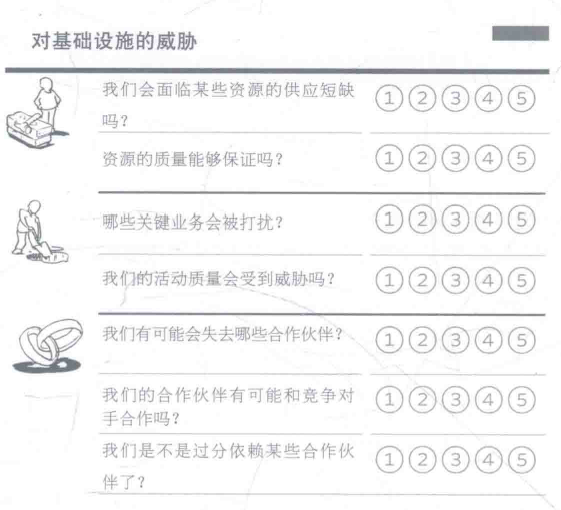 对基础设施的威胁
我们会面临某些资源的供应短缺 ① ② ③ ④ ⑤
吗？
资源的质量能够保证吗？ ① ② ③ ④ ⑤
哪些关键业务会被打扰？ ① ② ③ ④ ⑤
我们的活动质量会受到威胁吗？ ① ② ③ ④ ⑤
我们有可能会失去哪些合作伙伴？ ① ② ③ ④ ⑤
我们的合作伙伴有可能和竞争对 ① ② ③ ④ ⑤
手合作吗？
我们是不是过分依赖某些合作伙 ① ② ③ ④ ⑤
伴了？